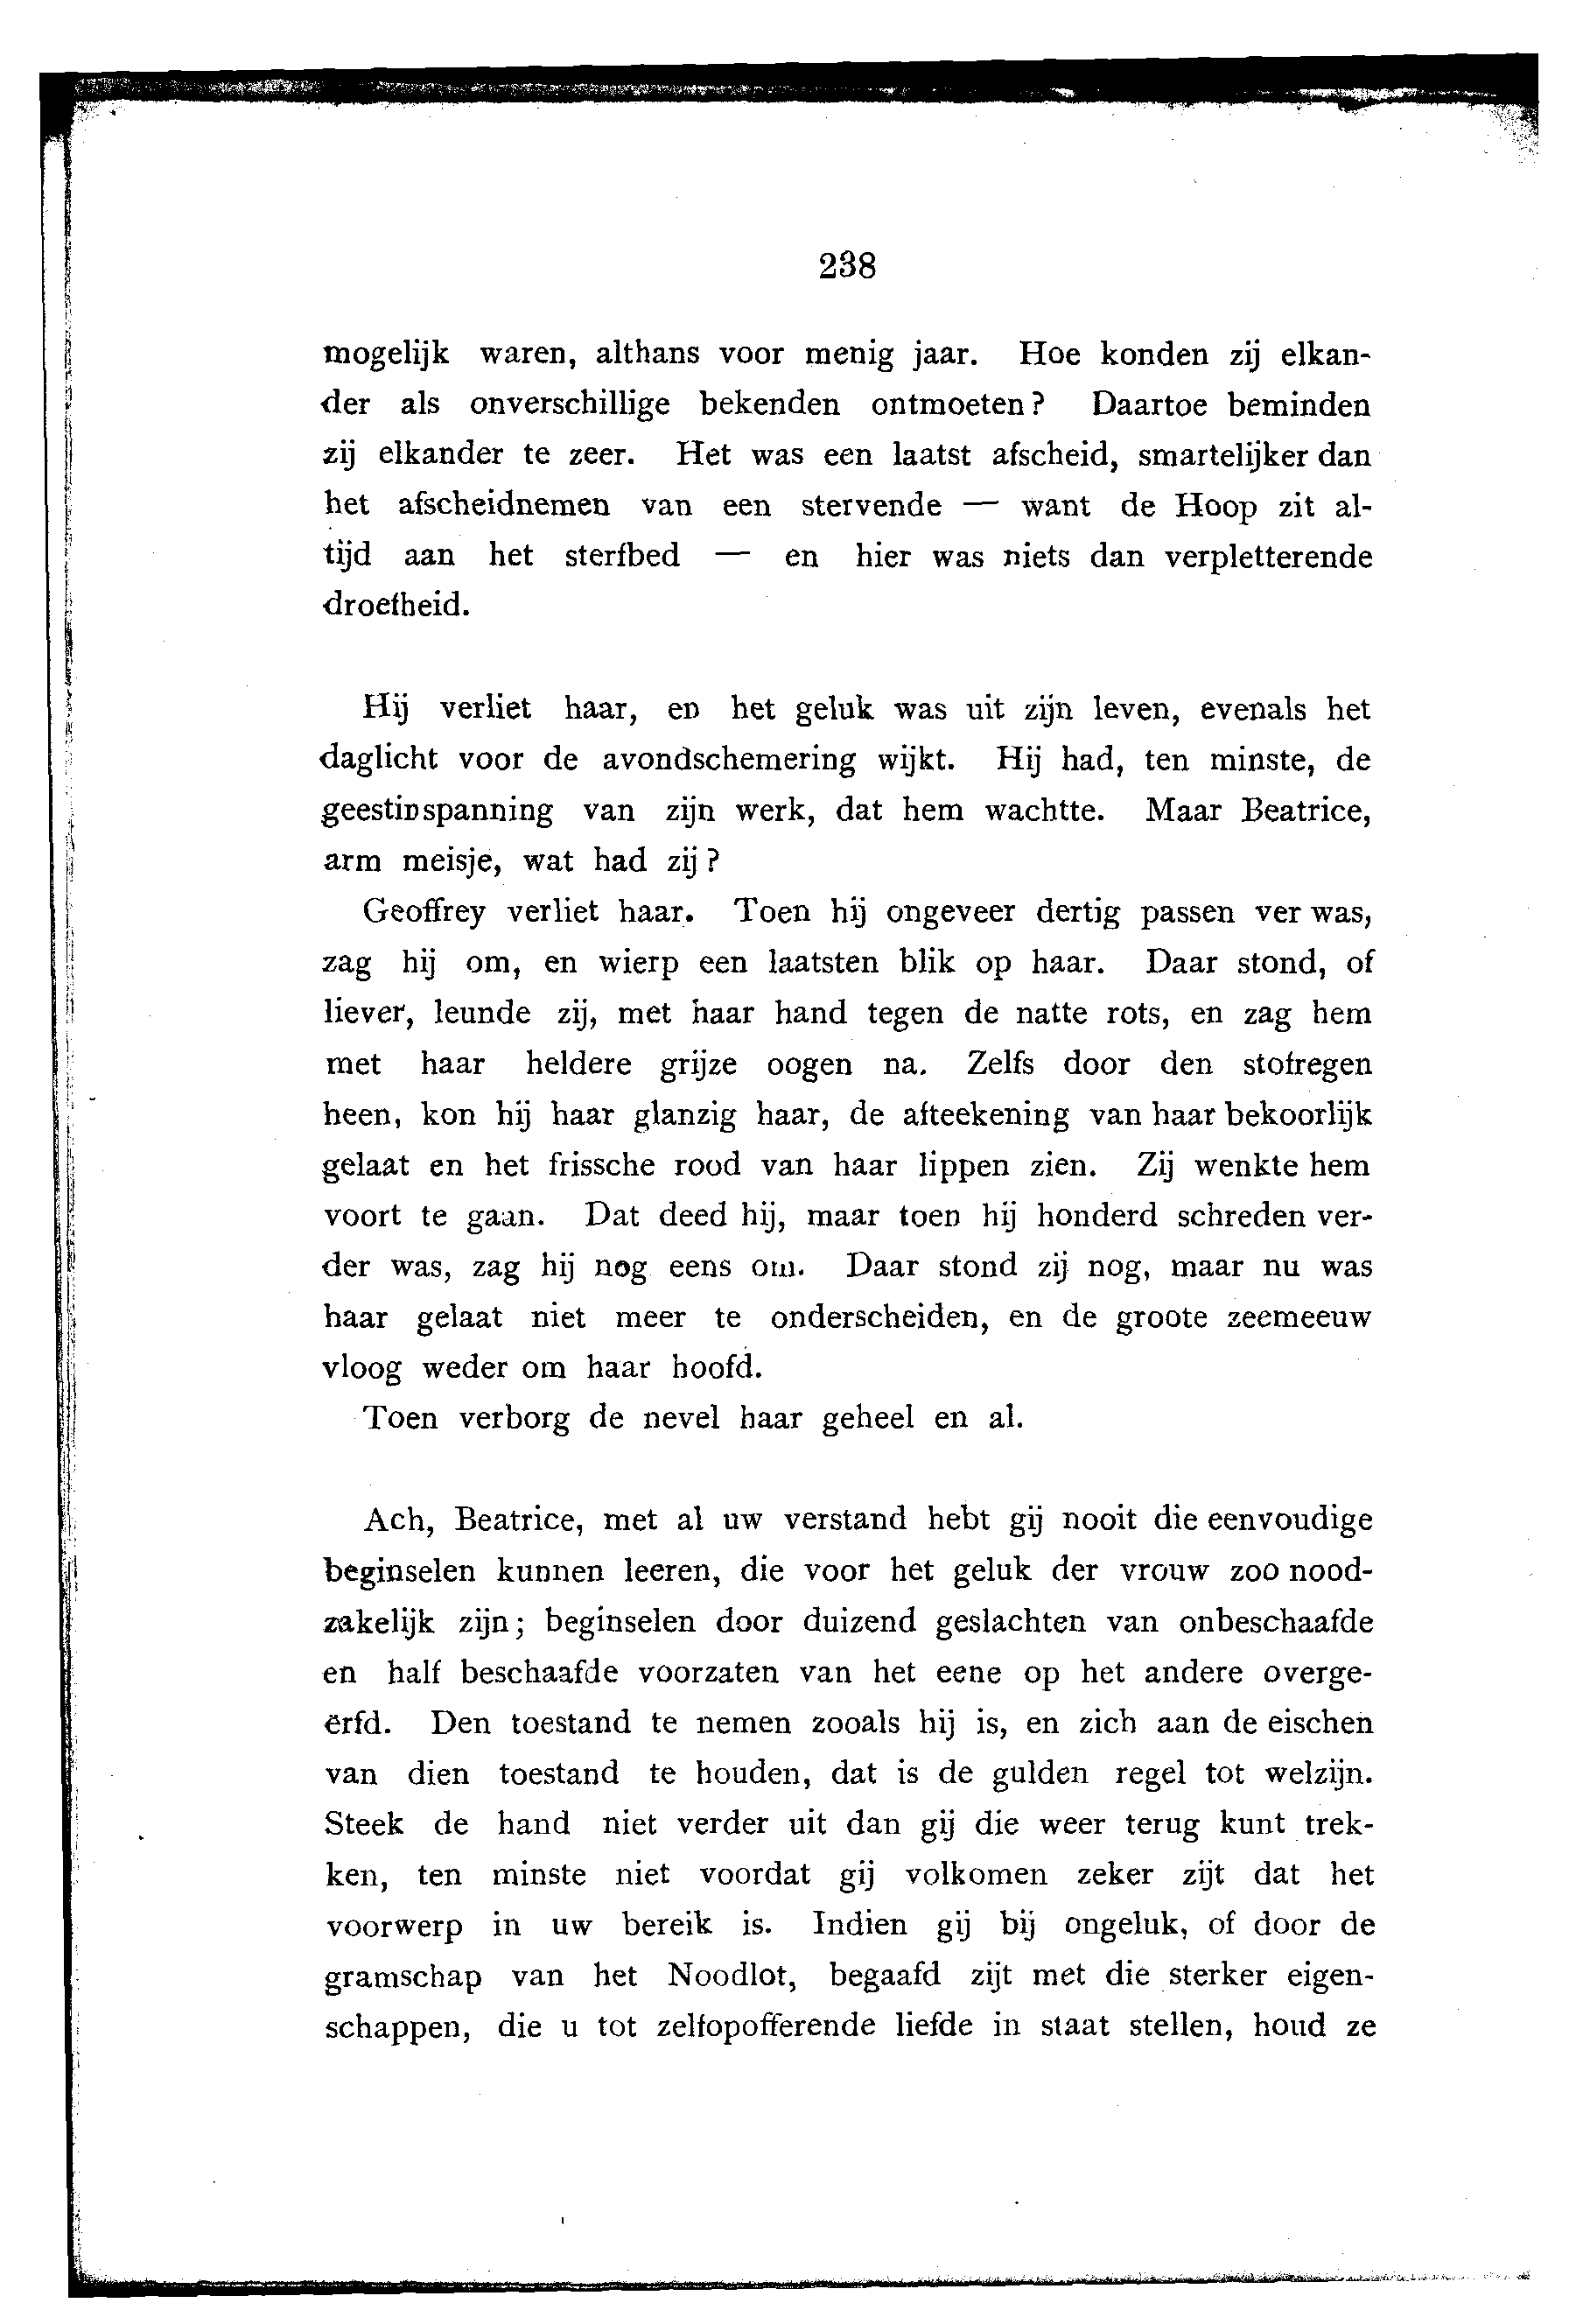 238
mogelijk waren, althans voor menig jaar. Hoe konden zij elkan-
der als onverschillige bekenden ontmoeten? Daartoe beminden
zij elkander te zeer. Het was een laatst afscheid, smartelijker dan
het afscheidnemen van een stervende — want de Hoop zit al-
tijd aan het sterfbed — en hier was niets dan verpletterende
droefheid.
Hij verliet haar, en het geluk was uit zijn leven, evenals het
daglicht voor de avondschemering wijkt. Hij had, ten minste, de
geestinspanning van zijn werk, dat hem wachtte. Maar Beatrice,
arm meisje, wat had zij?
Geoffrey verliet haar. Toen hij ongeveer dertig passen ver was,
zag hij om, en wierp een laatsten blik op haar. Daar stond, of
liever, leunde zij, met haar hand tegen de natte rots, en zag hem
met haar heldere grijze oogen na. Zelfs door den stofregen
heen, kon hij haar glanzig haar, de afteekening van haar bekoorlijk
gelaat en het frissche rood van haar lippen zien. Zij wenkte hem
voort te gaan. Dat deed hij, maar toen hij honderd schreden ver-
der was, zag hij nog eens om. Daar stond zij nog, maar nu was
haar gelaat niet meer te onderscheiden, en de groote zeemeeuw
vloog weder om haar hoofd.
Toen verborg de nevel haar geheel en al.
Ach, Beatrice, met al uw verstand hebt gij nooit die eenvoudige
beginselen kunnen leeren, die voor het geluk der vrouw zoo nood-
zakelijk zijn; beginselen door duizend geslachten van onbeschaafde
en half beschaafde voorzaten van het eene op het andere overge-
ërfd. Den toestand te nemen zooals hij is, en zich aan de eischen
van dien toestand te houden, dat is de gulden regel tot welzijn.
Steek de hand niet verder uit dan gij die weer terug kunt trek-
ken, ten minste niet voordat gij volkomen zeker zijt dat het
voorwerp in uw bereik is. Indien gij bij ongeluk, of door de
gramschap van het Noodlot, begaafd zijt met die sterker eigen-
schappen, die u tot zelfopofferende liefde in staat stellen, houd ze